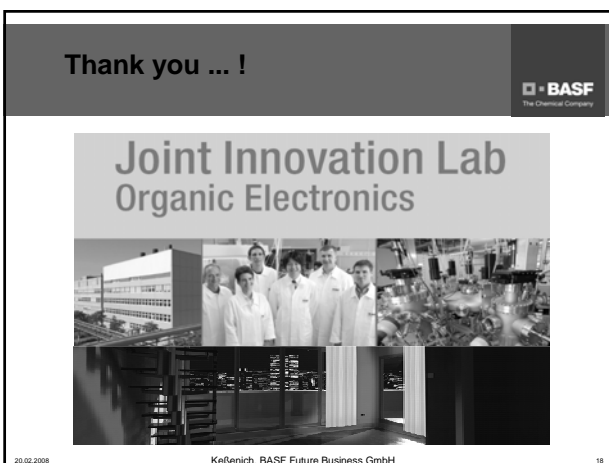 Thank you ... !
BASF
The Chemical Company
Joint Innovation Lab
Organic Electronics
20.02.2008
Keßenich, BASF Future Business GmbH
18